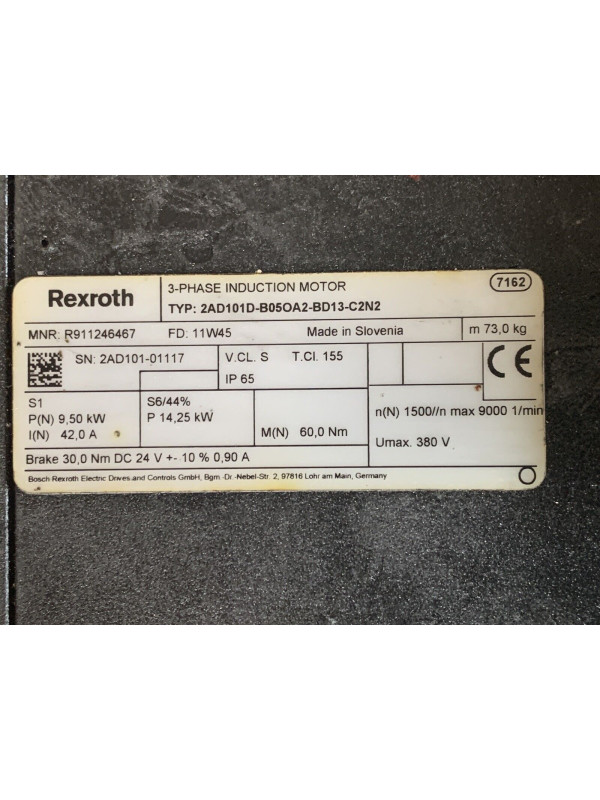 Rexroth
3-PHASE INDUCTION MOTOR
7162
TYP: 2AD101D-B05OA2-BD13-C2N2
MNR: R911246467 FD: 11W45 Made in Slovenia m 73,0 kg
SN: 2AD101-01117 V.CL. S T.Cl. 155
IP 65
CE
S1 S6/44%
P(N) 9,50 kW P 14,25 kW n(N) 1500//n max 9000 1/min
I(N) 42,0 A M(N) 60,0 Nm
Umax. 380 V
Brake 30,0 Nm DC 24 V +- 10 % 0,90 A
Bosch Rexroth Electric Drives and Controls GmbH, Bgm.-Dr.-Nebel-Str. 2, 97816 Lohr am Main, Germany